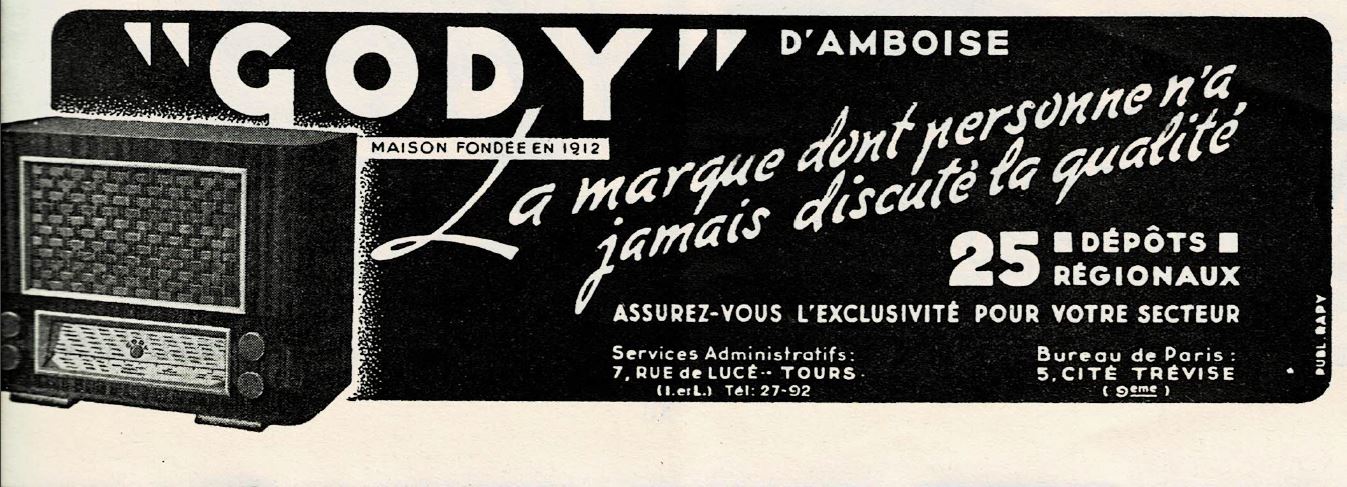 "GODY" D'AMBOISE
MAISON FONDÉE EN 1912
La marque dont personne n'a
jamais discuté la qualité
25 DÉPÔTS
RÉGIONAUX
ASSUREZ-VOUS L'EXCLUSIVITÉ POUR VOTRE SECTEUR
Services Administratifs:
7, RUE de LUCÉ-- TOURS.
(I.et L.) Tél: 27-92
Bureau de Paris:
5, CITÉ TRÉVISE
(9eme)
PUBL. RAPY